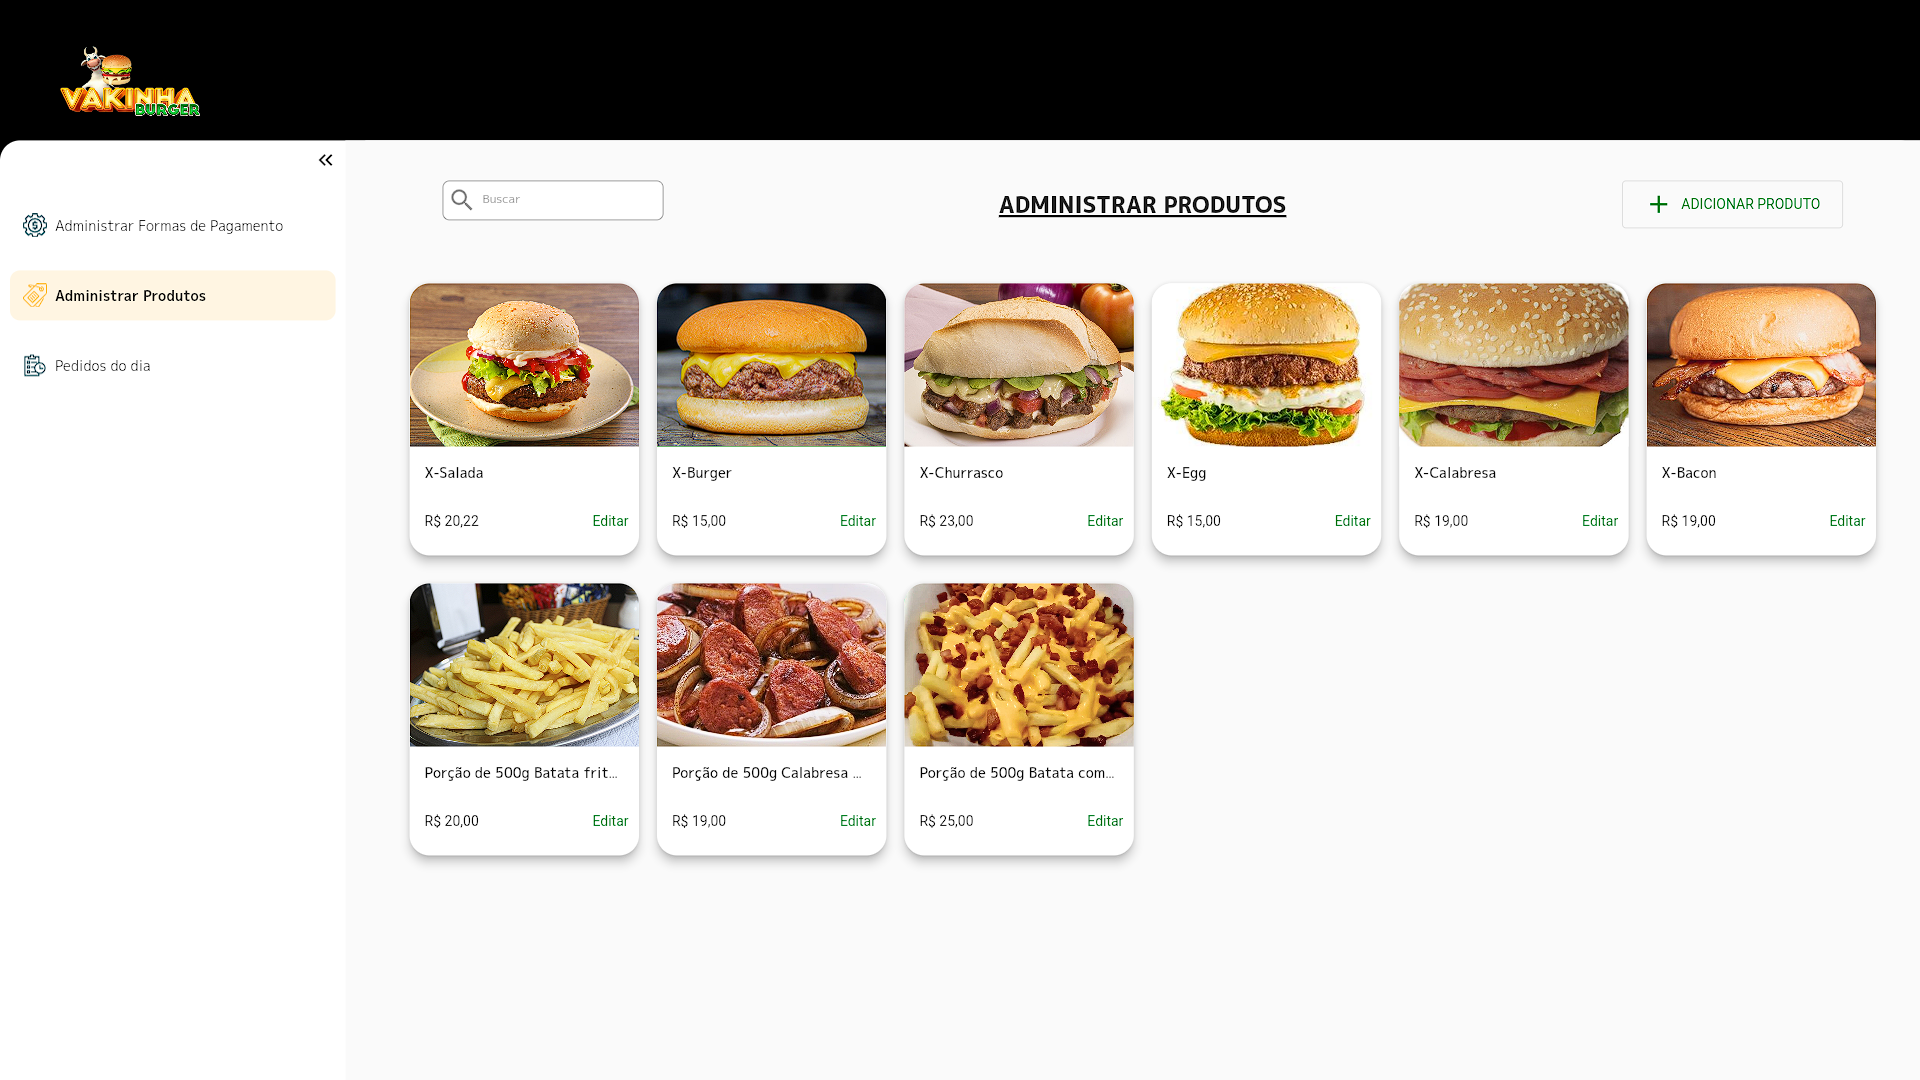 VAKINHA
BURGER
Administrar Formas de Pagamento
Administrar Produtos
Pedidos do dia
Buscar
ADMINISTRAR PRODUTOS
ADICIONAR PRODUTO
X-Salada
R$ 20,22 Editar
X-Burger
R$ 15,00 Editar
X-Churrasco
R$ 23,00 Editar
X-Egg
R$ 15,00 Editar
X-Calabresa
R$ 19,00 Editar
X-Bacon
R$ 19,00 Editar
Porção de 500g Batata frit...
R$ 20,00 Editar
Porção de 500g Calabresa ...
R$ 19,00 Editar
Porção de 500g Batata com...
R$ 25,00 Editar